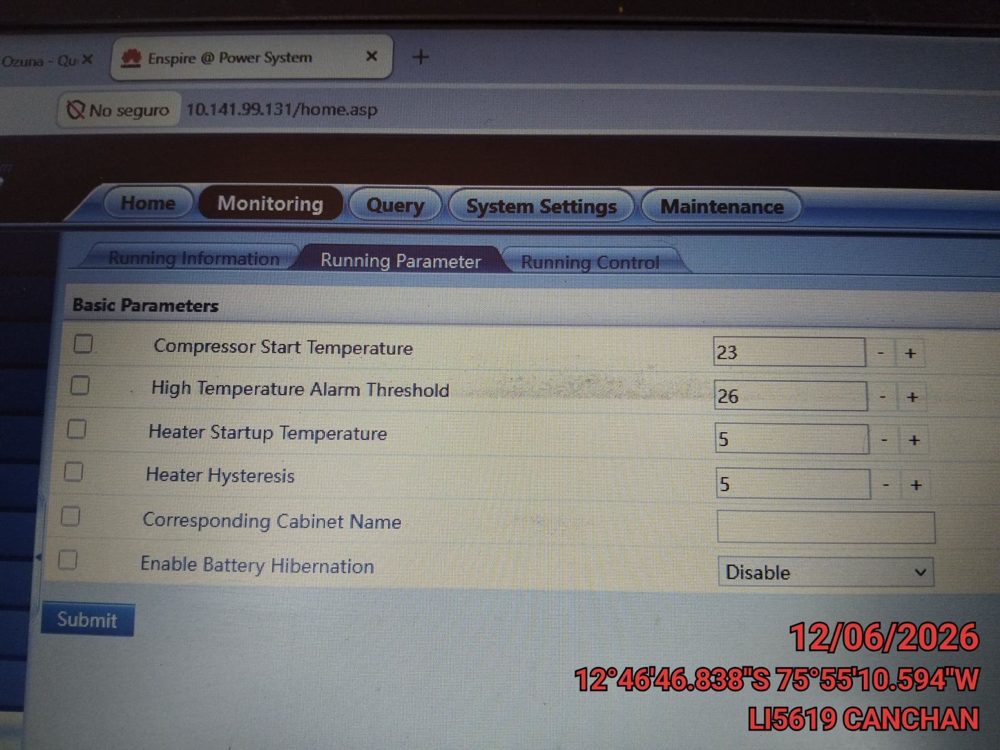 Ozuna - Qu
Enspire @ Power System
No seguro 10.141.99.131/home.asp
Home Monitoring Query System Settings Maintenance
Running Information Running Parameter Running Control
Basic Parameters
Compressor Start Temperature 23 - +
High Temperature Alarm Threshold 26 - +
Heater Startup Temperature 5 - +
Heater Hysteresis 5 - +
Corresponding Cabinet Name
Enable Battery Hibernation Disable
Submit
12/06/2026
12°46'46.838"S 75°55'10.594"W
LI5619 CANCHAN